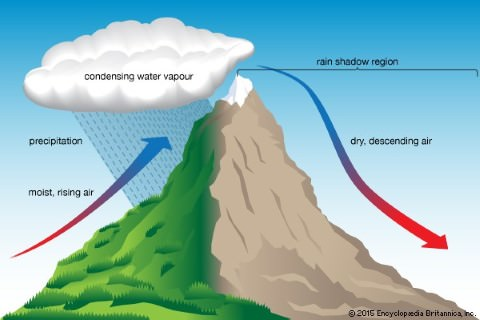 condensing water vapour
rain shadow region
precipitation
dry, descending air
moist, rising air
© 2015 Encyclopædia Britannica, Inc.